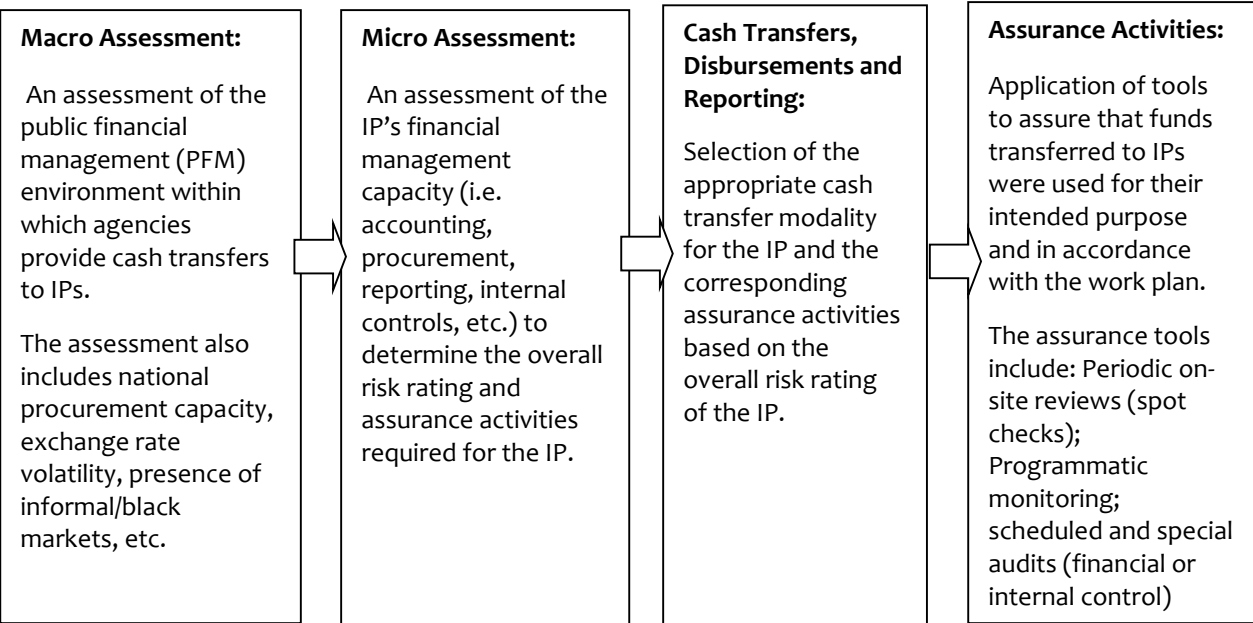 Macro Assessment:
An assessment of the
public financial
management (PFM)
environment within
which agencies
provide cash transfers
to IPs.
The assessment also
includes national
procurement capacity,
exchange rate
volatility, presence of
informal/black
markets, etc.
Micro Assessment:
An assessment of the
IP’s financial
management
capacity (i.e.
accounting,
procurement,
reporting, internal
controls, etc.) to
determine the overall
risk rating and
assurance activities
required for the IP.
Cash Transfers,
Disbursements and
Reporting:
Selection of the
appropriate cash
transfer modality
for the IP and the
corresponding
assurance activities
based on the
overall risk rating
of the IP.
Assurance Activities:
Application of tools
to assure that funds
transferred to IPs
were used for their
intended purpose
and in accordance
with the work plan.
The assurance tools
include: Periodic on-
site reviews (spot
checks);
Programmatic
monitoring;
scheduled and special
audits (financial or
internal control)